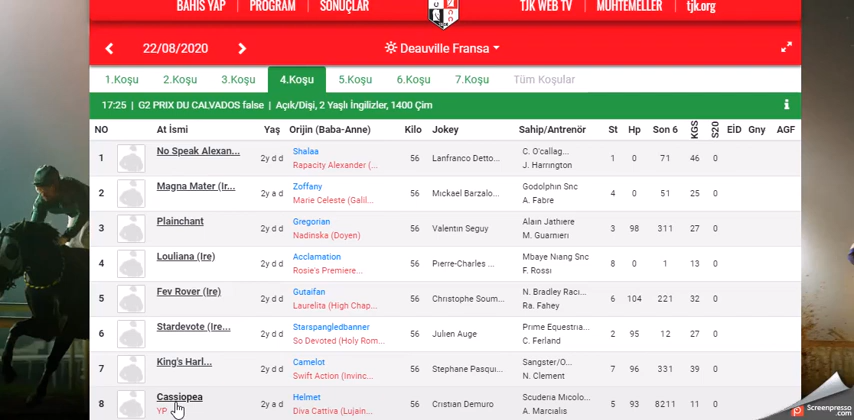 BAHİS YAP PROGRAM SONUÇLAR TJK WEB TV MUHTEMELLER tjk.org
22/08/2020 Deauville Fransa
1.Koşu 2.Koşu 3.Koşu 4.Koşu 5.Koşu 6.Koşu 7.Koşu Tüm Koşular
17:25 | G2 PRIX DU CALVADOS false | Açık/Dişi, 2 Yaşlı İngilizler, 1400 Çim
NO At İsmi Yaş Orijin (Baba-Anne) Kilo Jokey Sahip/Antrenör St Hp Son 6 KGS S20 EİD Gny AGF
1 No Speak Alexan... 2y d d Shalaa 56 Lanfranco Detto... C. O'callag... 1 0 71 46 0
Rapacity Alexander (... J. Harrington
2 Magna Mater (Ir... 2y a d Zoffany 56 Mickael Barzalo... Godolphin Snc 4 0 51 25 0
Marie Celeste (Galil... A. Fabre
3 Plainchant 2y d d Gregorian 56 Valentin Seguy Alain Jathiere 3 98 311 27 0
Nadinska (Doyen) M. Guarnieri
4 Louliana (Ire) 2y d d Acclamation 56 Pierre-Charles ... Mbaye Niang Snc 8 0 1 13 0
Rosie's Premiere... F. Rossi
5 Fev Rover (Ire) 2y d d Gutaifan 56 Christophe Soum... N. Bradley Raci... 6 104 221 32 0
Laurelita (High Chap... Ra. Fahey
6 Stardevote (Ire... 2y d d Starspangledbanner 56 Julien Auge Prime Equestria... 2 95 12 27 0
So Devoted (Holy Rom... C. Ferland
7 King's Harl... 2y d d Camelot 56 Stephane Pasqui... Sangster/O... 7 96 331 39 0
Swift Action (Invinc... N. Clement
8 Cassiopea 2y a d Helmet 56 Cristian Demuro Scuderia Micolo... 5 93 8211 11 0
YP Diva Cattiva (Lujain... A. Marcialis
Screenpresso
.com